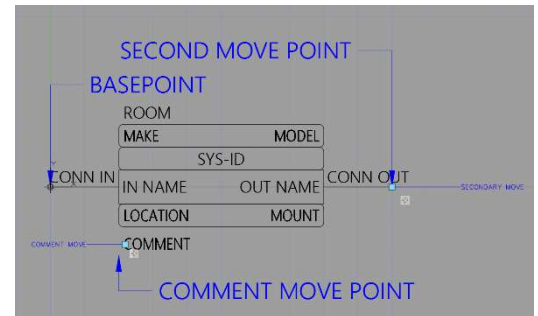 SECOND MOVE POINT
BASEPOINT
ROOM
MAKE MODEL
SYS-ID
Y
CONN IN IN NAME OUT NAME CONN OUT SECONDARY MOVE
LOCATION MOUNT
COMMENT MOVE COMMENT
COMMENT MOVE POINT